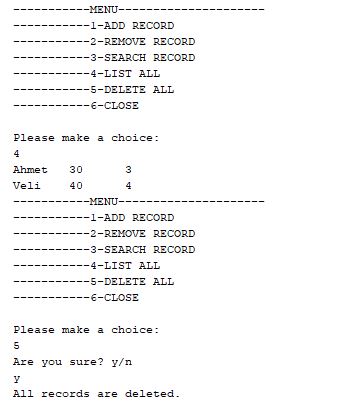 ------------MENU-----------------------
------------1-ADD RECORD
------------2-REMOVE RECORD
------------3-SEARCH RECORD
------------4-LIST ALL
------------5-DELETE ALL
------------6-CLOSE
Please make a choice:
4
Ahmet 30 3
Veli 40 4
------------MENU-----------------------
------------1-ADD RECORD
------------2-REMOVE RECORD
------------3-SEARCH RECORD
------------4-LIST ALL
------------5-DELETE ALL
------------6-CLOSE
Please make a choice:
5
Are you sure? y/n
y
All records are deleted.